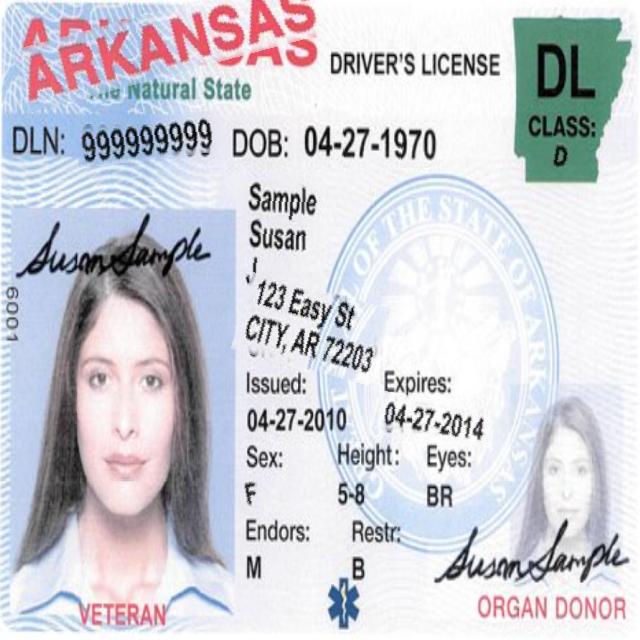 ARKANSAS
The Natural State
DRIVER'S LICENSE
DL
CLASS:
D
DLN: 999999999 DOB: 04-27-1970
Sample
Susan
J
123 Easy St
CITY, AR 72203
Issued: Expires:
04-27-2010 04-27-2014
Sex: Height: Eyes:
F 5-8 BR
Endors: Restr:
M B
Susan Sample
6001
VETERAN
Susan Sample
ORGAN DONOR
OF THE STATE OF ARKANSAS